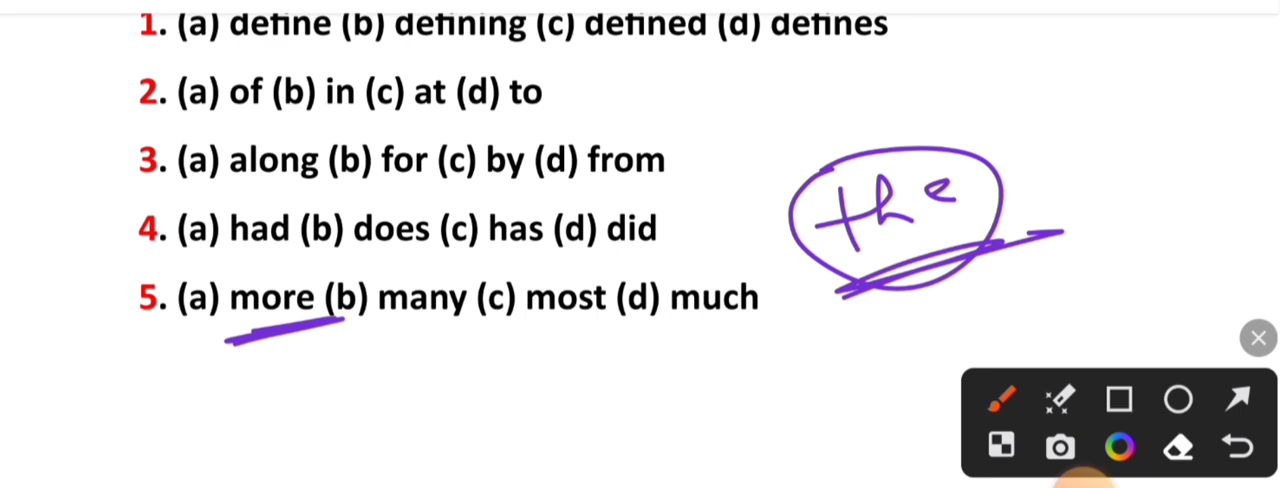 1. (a) define (b) defining (c) defined (d) defines
2. (a) of (b) in (c) at (d) to
3. (a) along (b) for (c) by (d) from
the
4. (a) had (b) does (c) has (d) did
5. (a) more (b) many (c) most (d) much